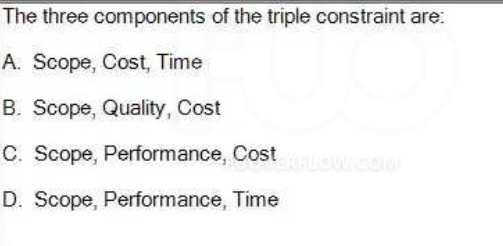 The three components of the triple constraint are:
A. Scope, Cost, Time
B. Scope, Quality, Cost
C. Scope, Performance, Cost
D. Scope, Performance, Time